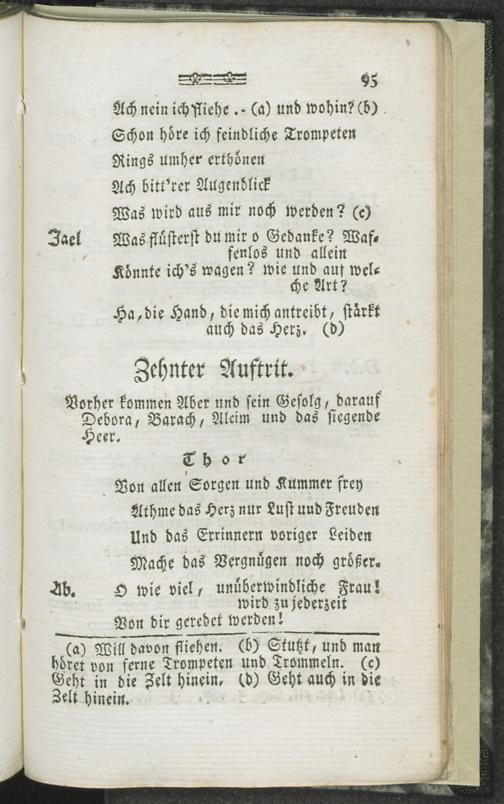 95
Ach nein ich fliehe .- (a) und wohin? (b)
Schon höre ich feindliche Trompeten
Rings umher erthönen
Ach bitt'rer Augendlick
Was wird aus mir noch werden? (c)
Jael Was flüsterst du mir o Gedanke? Waf-
fenlos und allein
Könnte ich's wagen? wie und auf wel-
che Art?
Ha, die Hand, die mich antreibt, stärkt
auch das Herz. (d)
Zehnter Auftrit.
Vorher kommen Aber und sein Gefolg, darauf
Debora, Barach, Alcim und das siegende
Heer.
Thor
Von allen Sorgen und Kummer frey
Athme das Herz nur Lust und Freuden
Und das Errinnern voriger Leiden
Mache das Vergnügen noch größer.
Ab. O wie viel, unüberwindliche Frau!
wird zu jederzeit
Von dir geredet werden!
(a) Will davon fliehen. (b) Stutzt, und man
höret von ferne Trompeten und Trommeln. (c)
Geht in die Zelt hinein. (d) Geht auch in die
Zelt hinein.